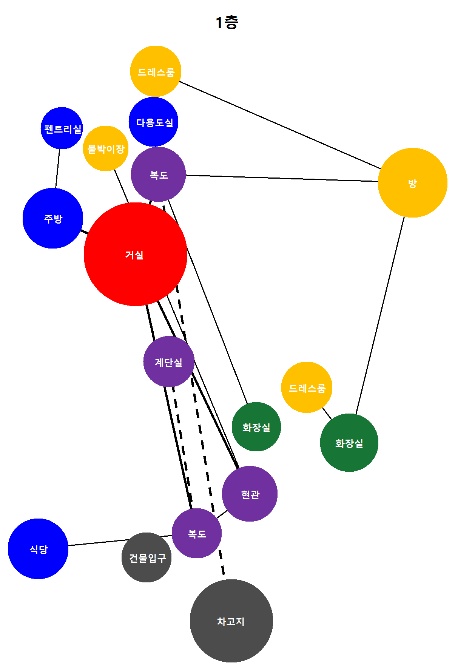 1층
드레스룸
펜트리실
다용도실
붙박이장
복도
방
주방
거실
계단실
드레스룸
화장실
화장실
현관
복도
식당
건물입구
차고지